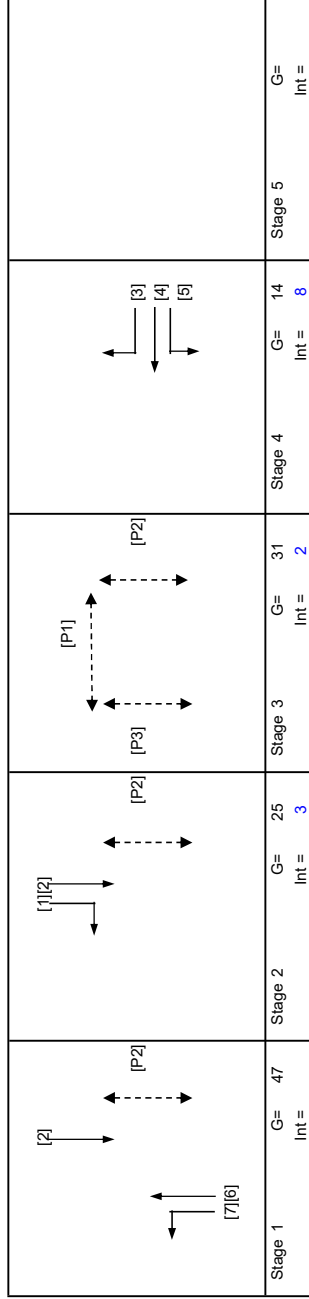 [2]
[P2]
[7][6]
Stage 1
G= 47
Int =
[1][2]
[P2]
Stage 2
G= 25
Int = 3
[P1]
[P3]
[P2]
Stage 3
G= 31
Int = 2
[3]
[4]
[5]
Stage 4
G= 14
Int = 8
Stage 5
G=
Int =